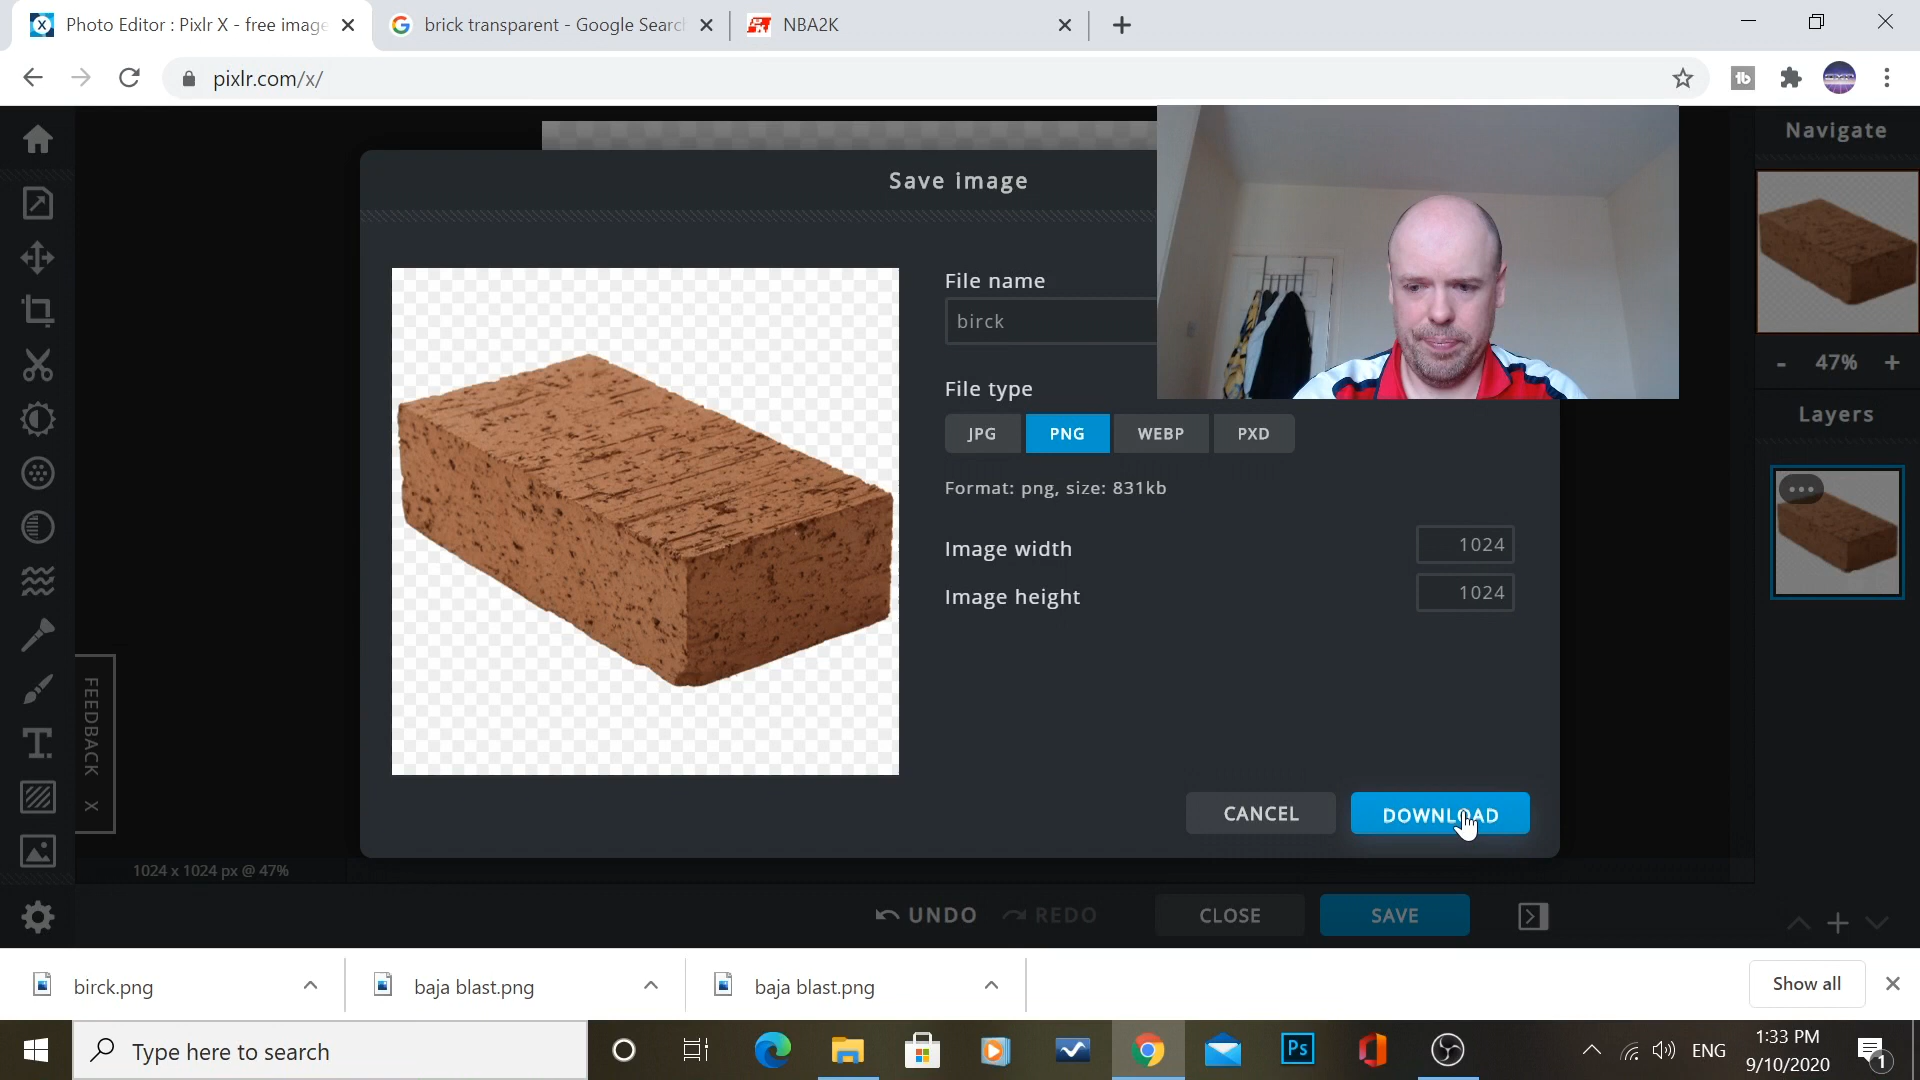 Photo Editor : Pixlr X - free image
brick transparent - Google Search
NBA2K
pixlr.com/x/
Navigate
Save image
File name
birck
47%
File type
Layers
JPG
PNG
WEBP
PXD
Format: png, size: 831kb
Image width
1024
Image height
1024
FEEDBACK X
CANCEL
DOWNLOAD
1024 x 1024 px @ 47%
UNDO
REDO
CLOSE
SAVE
birck.png
baja blast.png
baja blast.png
Show all
Type here to search
Ps
ENG
1:33 PM
9/10/2020
1